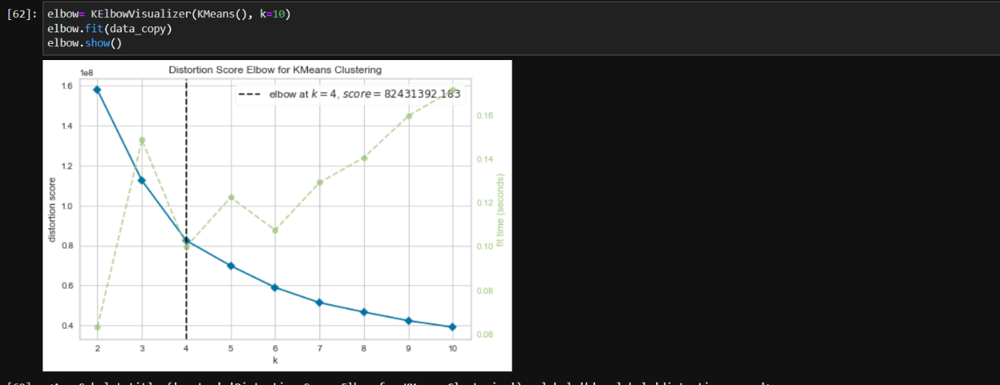 [62]: elbow= KElbowVisualizer(KMeans(), k=10)
elbow.fit(data_copy)
elbow.show()
Distortion Score Elbow for KMeans Clustering
1e8
elbow at k = 4, score = 82431392.183
1.6
1.4
1.2
1.0
0.8
0.6
0.4
distortion score
0.16
0.14
0.12
0.10
0.08
0.06
fit time (seconds)
2 3 4 5 6 7 8 9 10
k